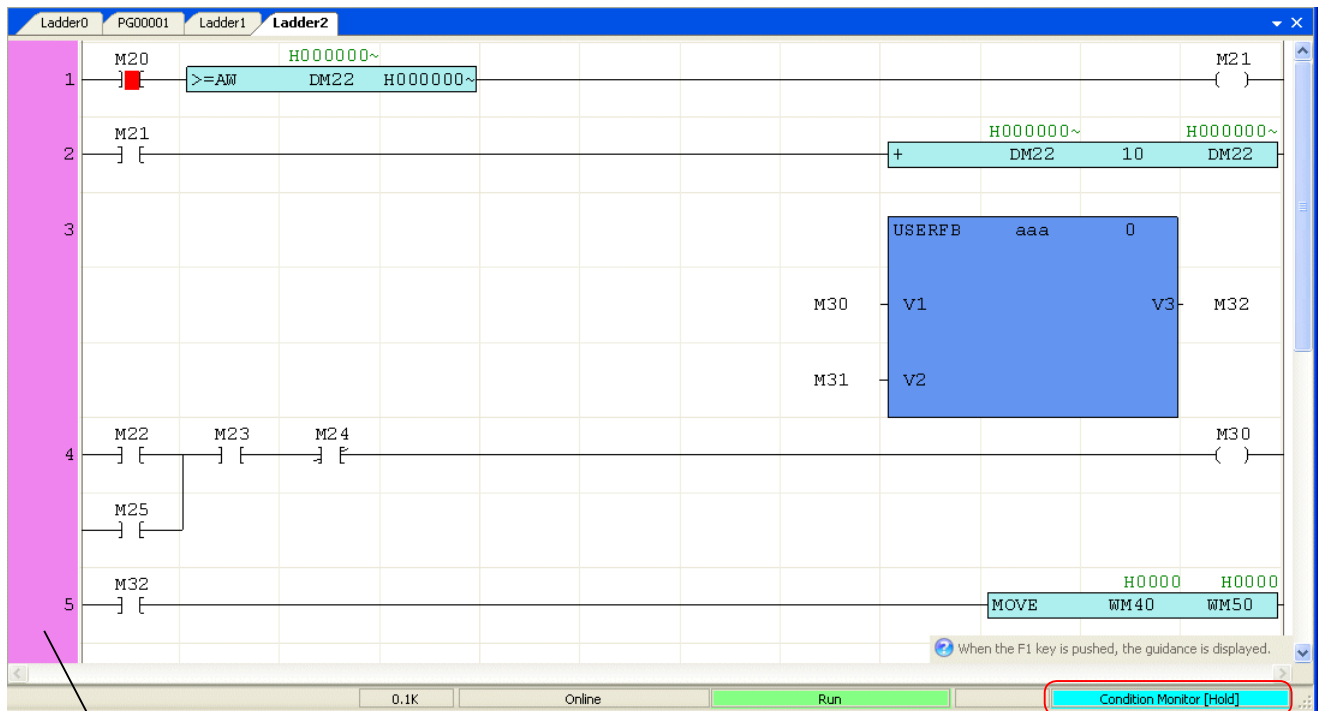 Ladder0 PG00001 Ladder1 Ladder2
M20 H000000~ M21
1 >=AW DM22 H000000~
M21 H000000~ H000000~
2 + DM22 10 DM22
3 USERFB aaa 0
M30 V1 V3 M32
M31 V2
M22 M23 M24 M30
4
M25
M32 H0000 H0000
5 MOVE WM40 WM50
When the F1 key is pushed, the guidance is displayed.
0.1K Online Run Condition Monitor [Hold]